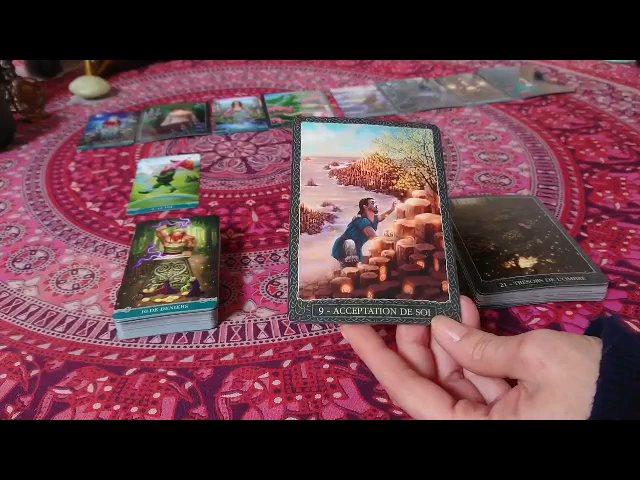 10 DE DENIERS
9 - ACCEPTATION DE SOI
21 - TRÉSORS DE L'OMBRE